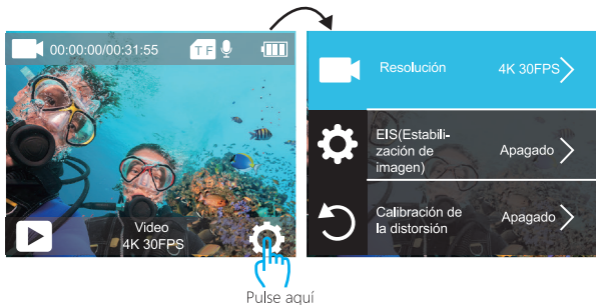 00:00:00/00:31:55
TF
Video
4K 30FPS
Pulse aquí
Resolución
4K 30FPS
EIS(Estabili-
zación de
imagen)
Apagado
Calibración de
la distorsión
Apagado